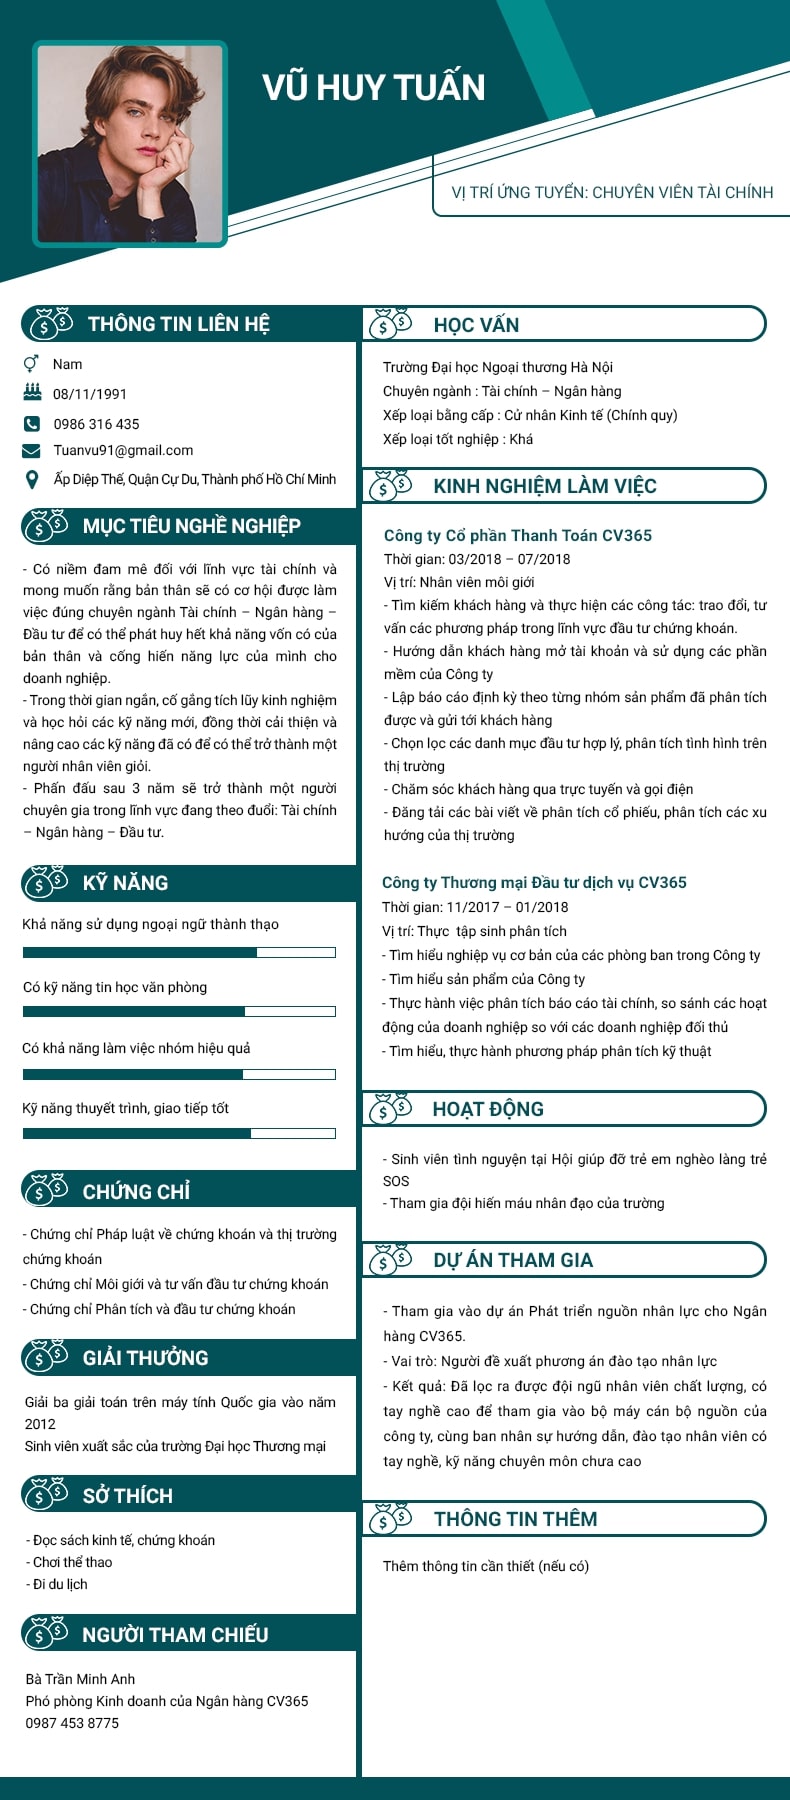 VŨ HUY TUẤN
VỊ TRÍ ỨNG TUYỂN: CHUYÊN VIÊN TÀI CHÍNH
THÔNG TIN LIÊN HỆ
Nam
08/11/1991
0986 316 435
Tuanvu91@gmail.com
Ấp Diệp Thế, Quận Cự Du, Thành phố Hồ Chí Minh
MỤC TIÊU NGHỀ NGHIỆP
- Có niềm đam mê đối với lĩnh vực tài chính và
mong muốn rằng bản thân sẽ có cơ hội được làm
việc đúng chuyên ngành Tài chính – Ngân hàng –
Đầu tư để có thể phát huy hết khả năng vốn có của
bản thân và cống hiến năng lực của mình cho
doanh nghiệp.
- Trong thời gian ngắn, cố gắng tích lũy kinh nghiệm
và học hỏi các kỹ năng mới, đồng thời cải thiện và
nâng cao các kỹ năng đã có để có thể trở thành một
người nhân viên giỏi.
- Phấn đấu sau 3 năm sẽ trở thành một người
chuyên gia trong lĩnh vực đang theo đuổi: Tài chính
– Ngân hàng – Đầu tư.
KỸ NĂNG
Khả năng sử dụng ngoại ngữ thành thạo
Có kỹ năng tin học văn phòng
Có khả năng làm việc nhóm hiệu quả
Kỹ năng thuyết trình, giao tiếp tốt
CHỨNG CHỈ
- Chứng chỉ Pháp luật về chứng khoán và thị trường
chứng khoán
- Chứng chỉ Môi giới và tư vấn đầu tư chứng khoán
- Chứng chỉ Phân tích và đầu tư chứng khoán
GIẢI THƯỞNG
Giải ba giải toán trên máy tính Quốc gia vào năm
2012
Sinh viên xuất sắc của trường Đại học Thương mại
SỞ THÍCH
- Đọc sách kinh tế, chứng khoán
- Chơi thể thao
- Đi du lịch
NGƯỜI THAM CHIẾU
Bà Trần Minh Anh
Phó phòng Kinh doanh của Ngân hàng CV365
0987 453 8775
HỌC VẤN
Trường Đại học Ngoại thương Hà Nội
Chuyên ngành : Tài chính – Ngân hàng
Xếp loại bằng cấp : Cử nhân Kinh tế (Chính quy)
Xếp loại tốt nghiệp : Khá
KINH NGHIỆM LÀM VIỆC
Công ty Cổ phần Thanh Toán CV365
Thời gian: 03/2018 – 07/2018
Vị trí: Nhân viên môi giới
- Tìm kiếm khách hàng và thực hiện các công tác: trao đổi, tư
vấn các phương pháp trong lĩnh vực đầu tư chứng khoán.
- Hướng dẫn khách hàng mở tài khoản và sử dụng các phần
mềm của Công ty
- Lập báo cáo định kỳ theo từng nhóm sản phẩm đã phân tích
được và gửi tới khách hàng
- Chọn lọc các danh mục đầu tư hợp lý, phân tích tình hình trên
thị trường
- Chăm sóc khách hàng qua trực tuyến và gọi điện
- Đăng tải các bài viết về phân tích cổ phiếu, phân tích các xu
hướng của thị trường
Công ty Thương mại Đầu tư dịch vụ CV365
Thời gian: 11/2017 – 01/2018
Vị trí: Thực tập sinh phân tích
- Tìm hiểu nghiệp vụ cơ bản của các phòng ban trong Công ty
- Tìm hiểu sản phẩm của Công ty
- Thực hành việc phân tích báo cáo tài chính, so sánh các hoạt
động của doanh nghiệp so với các doanh nghiệp đối thủ
- Tìm hiểu, thực hành phương pháp phân tích kỹ thuật
HOẠT ĐỘNG
- Sinh viên tình nguyện tại Hội giúp đỡ trẻ em nghèo làng trẻ
SOS
- Tham gia đội hiến máu nhân đạo của trường
DỰ ÁN THAM GIA
- Tham gia vào dự án Phát triển nguồn nhân lực cho Ngân
hàng CV365.
- Vai trò: Người đề xuất phương án đào tạo nhân lực
- Kết quả: Đã lọc ra được đội ngũ nhân viên chất lượng, có
tay nghề cao để tham gia vào bộ máy cán bộ nguồn của
công ty, cùng ban nhân sự hướng dẫn, đào tạo nhân viên có
tay nghề, kỹ năng chuyên môn chưa cao
THÔNG TIN THÊM
Thêm thông tin cần thiết (nếu có)